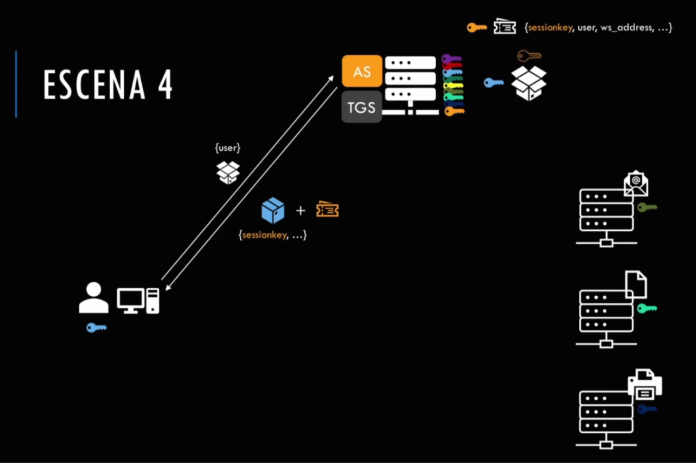 {sessionkey, user, ws_address, ...}
ESCENA 4
AS
TGS
{user}
+
{sessionkey, ...}
@